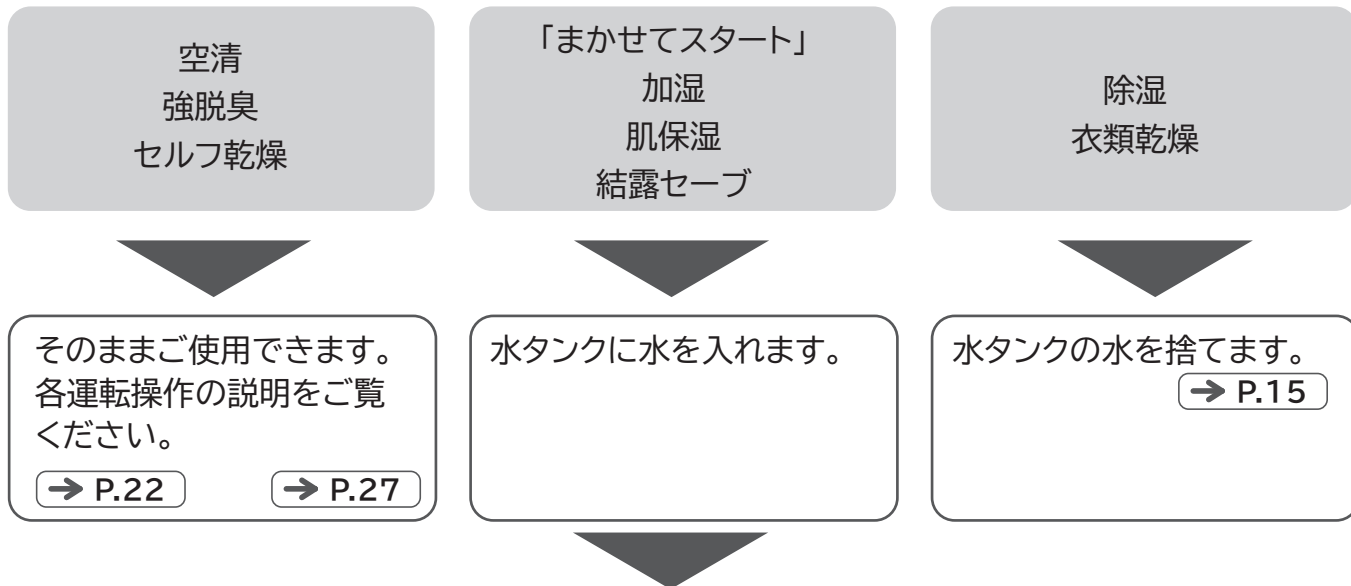 空清
強脱臭
セルフ乾燥
そのままご使用できます。
各運転操作の説明をご覧
ください。
→ P.22
→ P.27
「まかせてスタート」
加湿
肌保湿
結露セーブ
水タンクに水を入れます。
除湿
衣類乾燥
水タンクの水を捨てます。
→ P.15